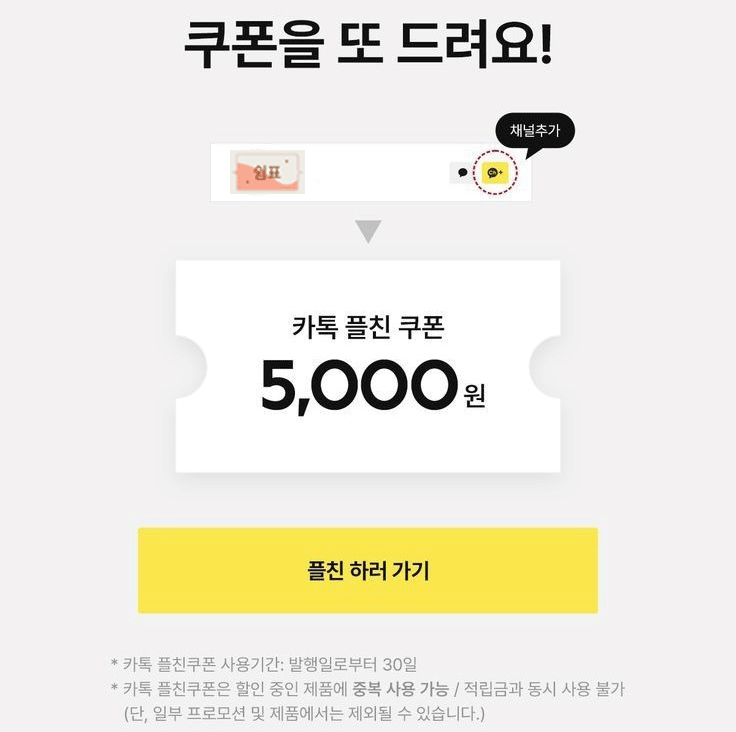 쿠폰을 또 드려요!
채널추가
쉼표
카톡 플친 쿠폰
5,000원
플친 하러 가기
* 카톡 플친쿠폰 사용기간: 발행일로부터 30일
* 카톡 플친쿠폰은 할인 중인 제품에 중복 사용 가능 / 적립금과 동시 사용 불가
(단, 일부 프로모션 및 제품에서는 제외될 수 있습니다.)